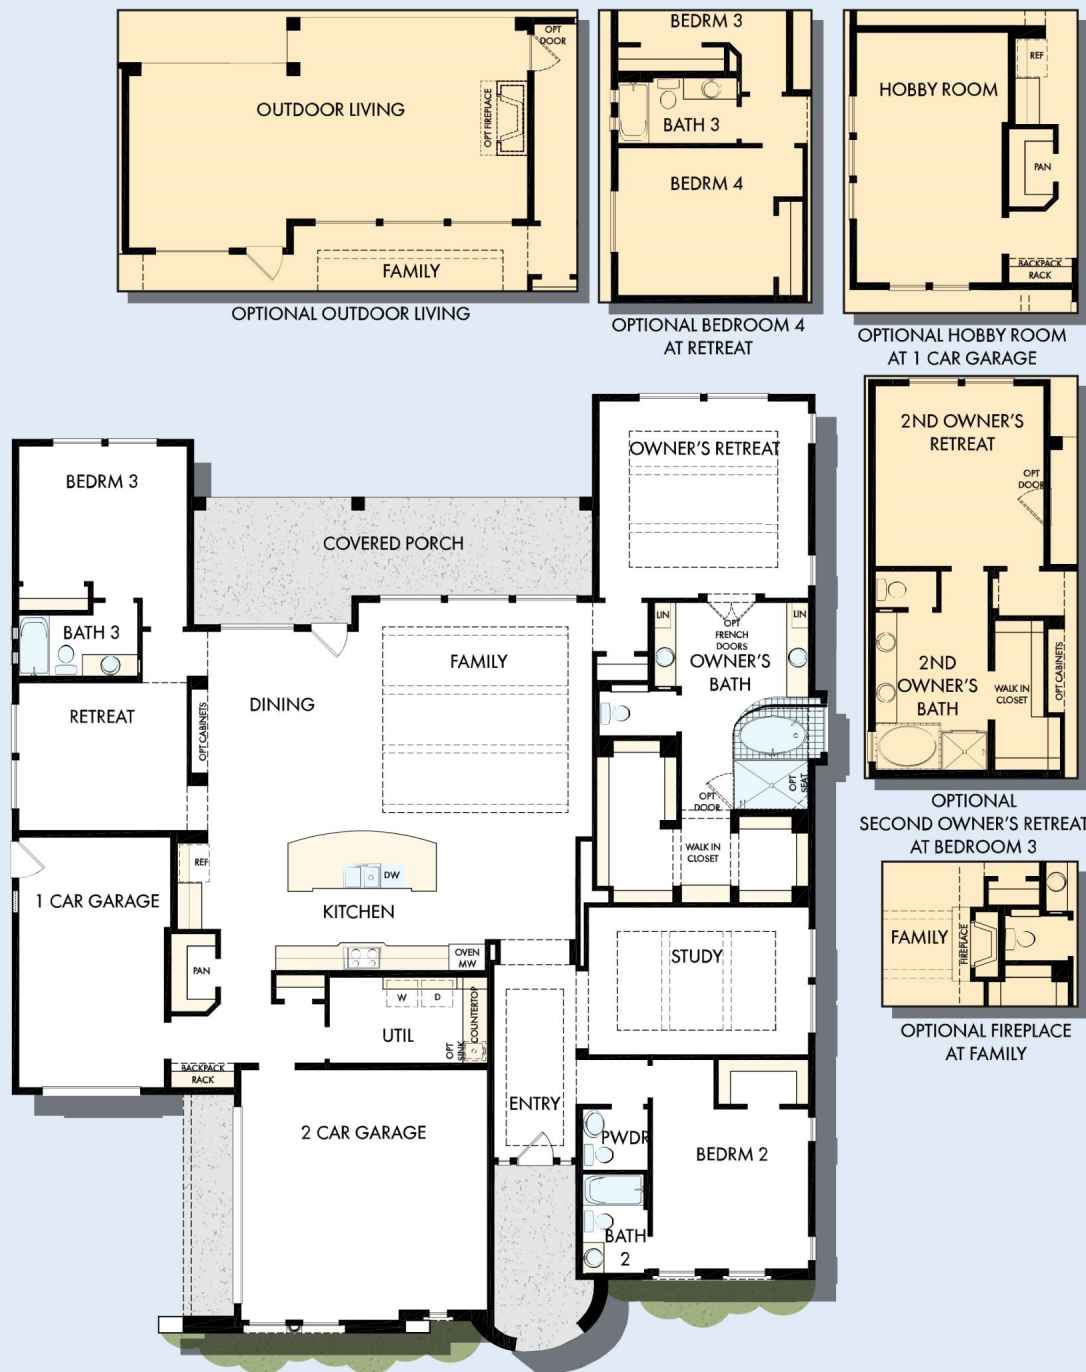 OUTDOOR LIVING
OPT
DOOR
OPT FIREPLACE
FAMILY
OPTIONAL OUTDOOR LIVING
BEDRM 3
BATH 3
BEDRM 4
OPTIONAL BEDROOM 4
AT RETREAT
HOBBY ROOM
REF
PAN
BACKPACK
RACK
OPTIONAL HOBBY ROOM
AT 1 CAR GARAGE
2ND OWNER'S
RETREAT
OPT
DOOR
2ND
OWNER'S
BATH
WALK IN
CLOSET
OPT CABINETS
OPTIONAL
SECOND OWNER'S RETREAT
AT BEDROOM 3
FAMILY
FIREPLACE
OPTIONAL FIREPLACE
AT FAMILY
BEDRM 3
COVERED PORCH
OWNER'S RETREAT
BATH 3
LIN
OPT
FRENCH
DOORS
LIN
OWNER'S
BATH
FAMILY
DINING
RETREAT
OPT CABINETS
OPT
DOOR
OPT
SEAT
WALK IN
CLOSET
REF
DW
1 CAR GARAGE
KITCHEN
OVEN
MW
PAN
STUDY
W
D
COUNTERTOP
UTIL
OPT
SINK
BACKPACK
RACK
ENTRY
2 CAR GARAGE
PWDR
BEDRM 2
BATH
2